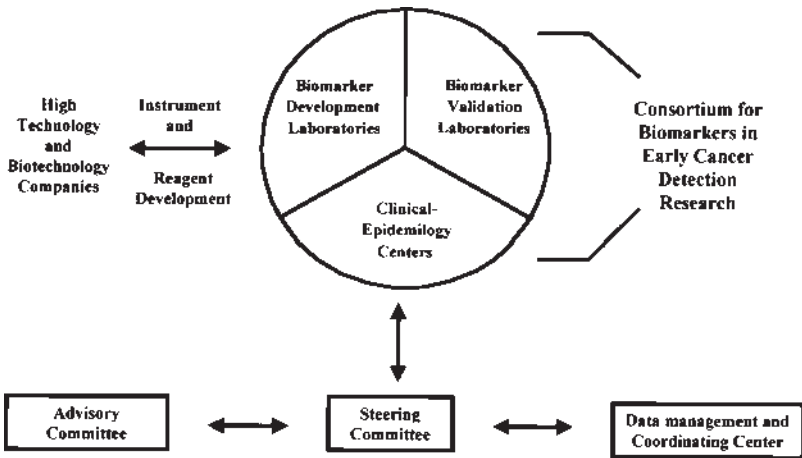 High
Technology
and
Biotechnology
Companies
Instrument
and
Reagent
Development
Biomarker
Development
Laboratories
Biomarker
Validation
Laboratories
Clinical-
Epidemilogy
Centers
Consortium for
Biomarkers in
Early Cancer
Detection
Research
Advisory
Committee
Steering
Committee
Data management and
Coordinating Center